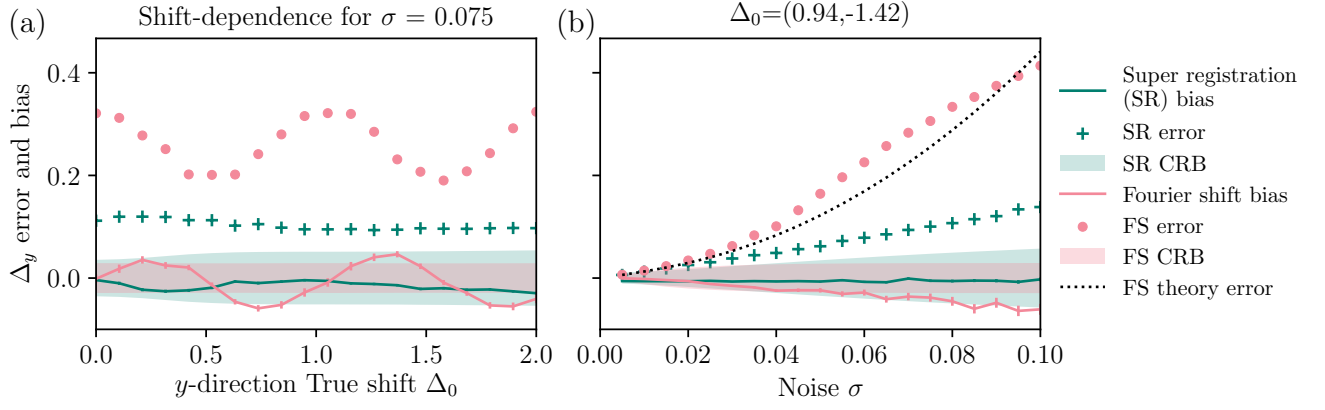 (a)
Shift-dependence for σ = 0.075
(b)
Δ₀=(0.94,-1.42)
Δy error and bias
0.4
0.2
0.0
0.0
0.5
1.0
1.5
2.0
y-direction True shift Δ₀
0.00
0.02
0.04
0.06
0.08
0.10
Noise σ
Super registration
(SR) bias
SR error
SR CRB
Fourier shift bias
FS error
FS CRB
FS theory error